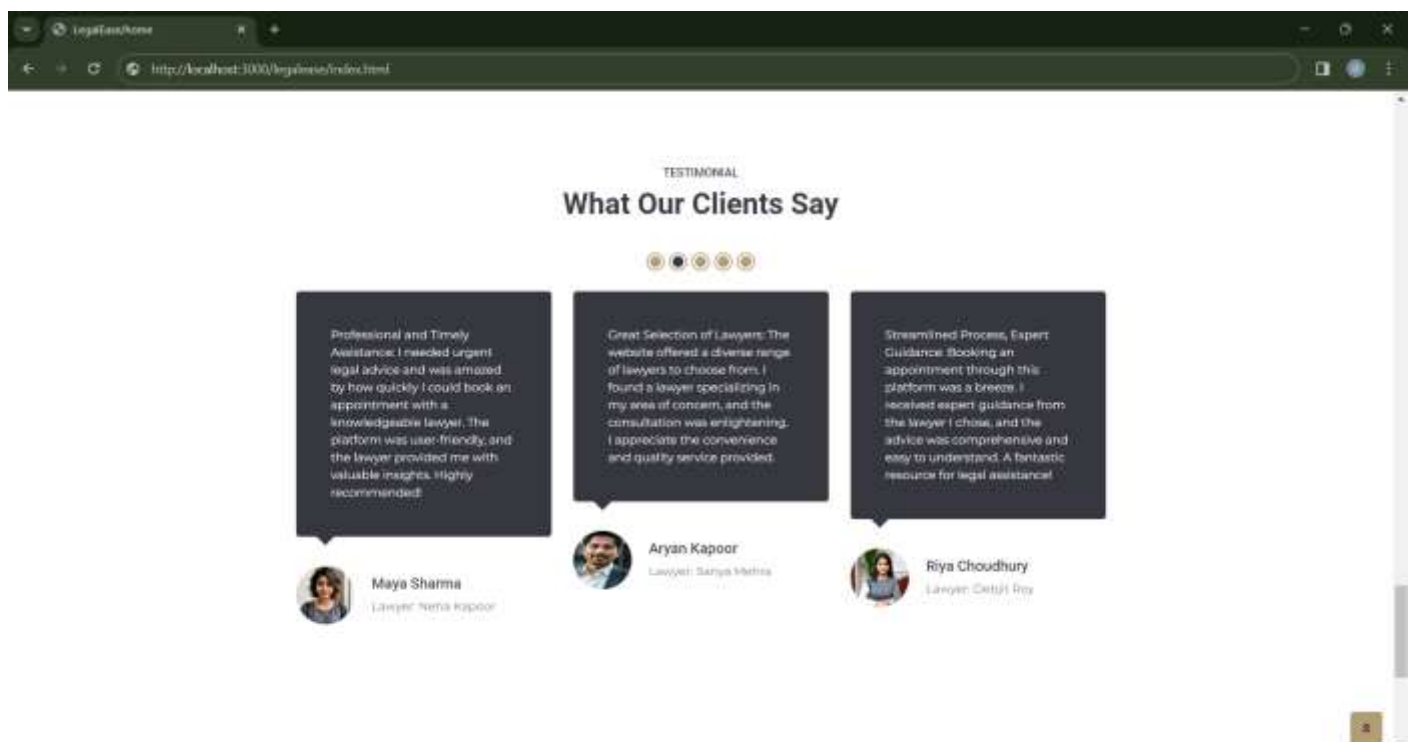 LegalEase/home
http://localhost:3000/legalease/index.html
TESTIMONIAL
What Our Clients Say
Professional and Timely
Assistance: I needed urgent
legal advice and was amazed
by how quickly I could book an
appointment with a
knowledgeable lawyer. The
platform was user-friendly, and
the lawyer provided me with
valuable insights. Highly
recommended!
Maya Sharma
Lawyer: Neha Kapoor
Great Selection of Lawyers: The
website offered a diverse range
of lawyers to choose from. I
found a lawyer specializing in
my area of concern, and the
consultation was enlightening.
I appreciate the convenience
and quality service provided.
Aryan Kapoor
Lawyer: Sanya Mehra
Streamlined Process, Expert
Guidance: Booking an
appointment through this
platform was a breeze. I
received expert guidance from
the lawyer I chose, and the
advice was comprehensive and
easy to understand. A fantastic
resource for legal assistance!
Riya Choudhury
Lawyer: Debjit Roy